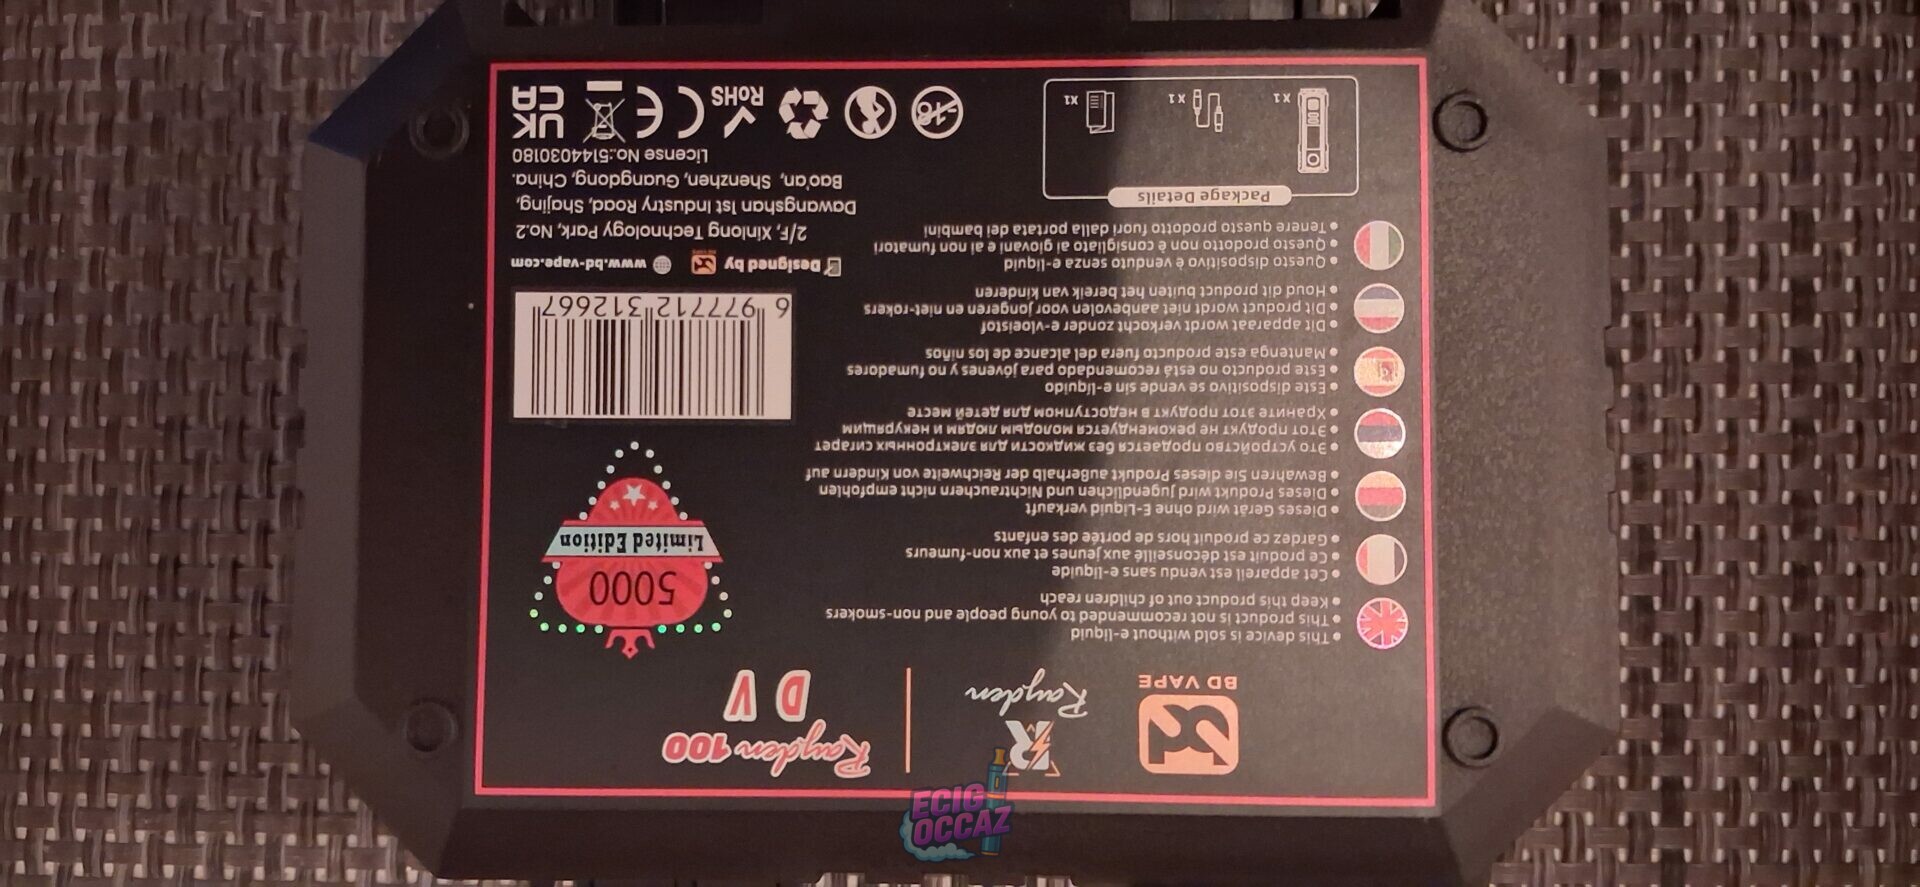 BD VAPE
R
Rayden
Rayden 100
D V
This device is sold without e-liquid
This product is not recommended to young people and non-smokers
Keep this product out of children reach
Cet appareil est vendu sans e-liquide
Ce produit est déconseillé aux jeunes et aux non-fumeurs
Gardez ce produit hors de portée des enfants
Dieses Gerät wird ohne E-Liquid verkauft
Dieses Produkt wird jugendlichen und Nichtrauchern nicht empfohlen
Bewahren Sie dieses Produkt außerhalb der Reichweite von Kindern auf
Это устройство продается без жидкости для электронных сигарет
Этот продукт не рекомендуется молодым людям и некурящим
Храните этот продукт в недоступном для детей месте
Este dispositivo se vende sin e-líquido
Este producto no está recomendado para jóvenes y no fumadores
Mantenga este producto fuera del alcance de los niños
Dit apparaat wordt verkocht zonder e-vloeistof
Dit product wordt niet aanbevolen voor jongeren en niet-rokers
Houd dit product buiten het bereik van kinderen
Questo dispositivo è venduto senza e-liquid
Questo prodotto non è consigliato ai giovani e ai non fumatori
Tenere questo prodotto fuori dalla portata dei bambini
Package Details
X1
X1
X1
5000
Limited Edition
6 977712 312667
Designed by
www.bd-vape.com
2/F, Xinlong Technology Park, No.2
Dawangshan 1st Industry Road, Shajing,
Bao'an, Shenzhen, Guangdong, China.
License No.:5144030180
-18
RoHS
CE
UK
CA
ECIG
OCCAZ